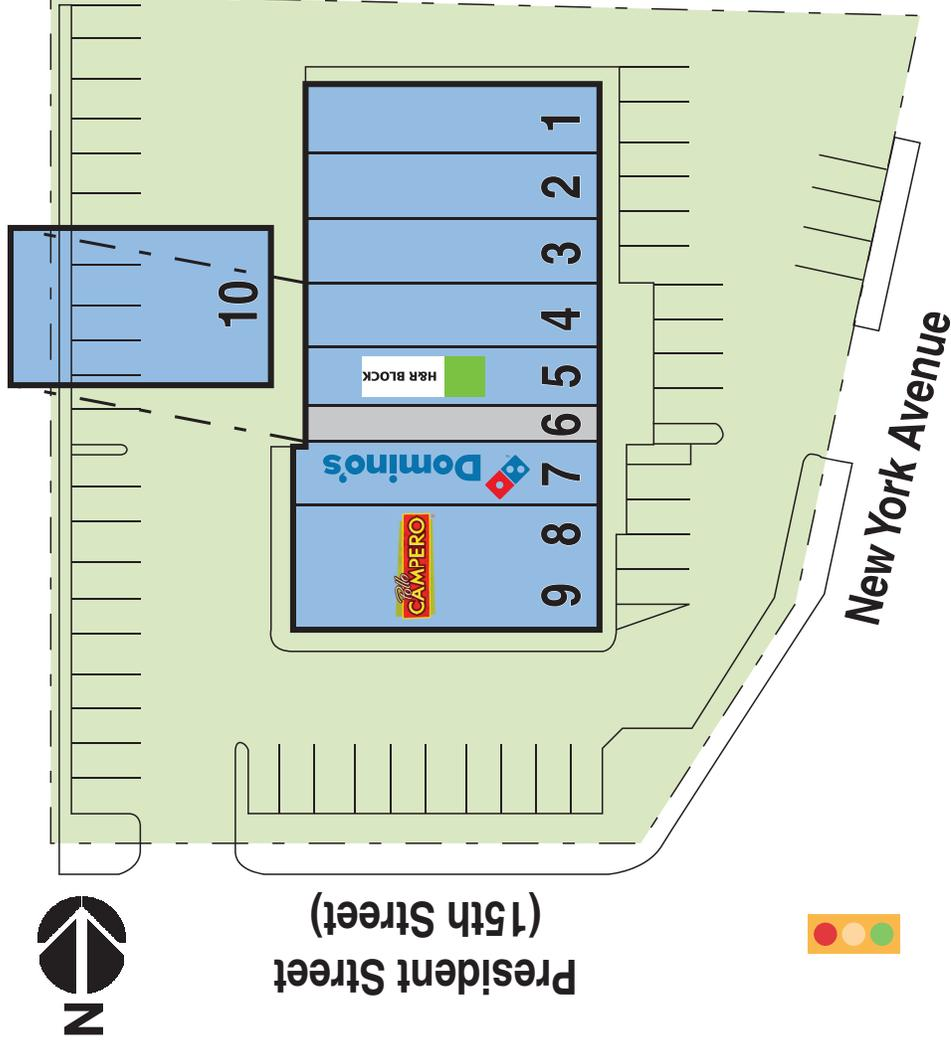 1
2
3
4
5
H&R BLOCK
6
7
Domino's
8
9
Pollo
CAMPERO
10
New York Avenue
President Street
(15th Street)
N